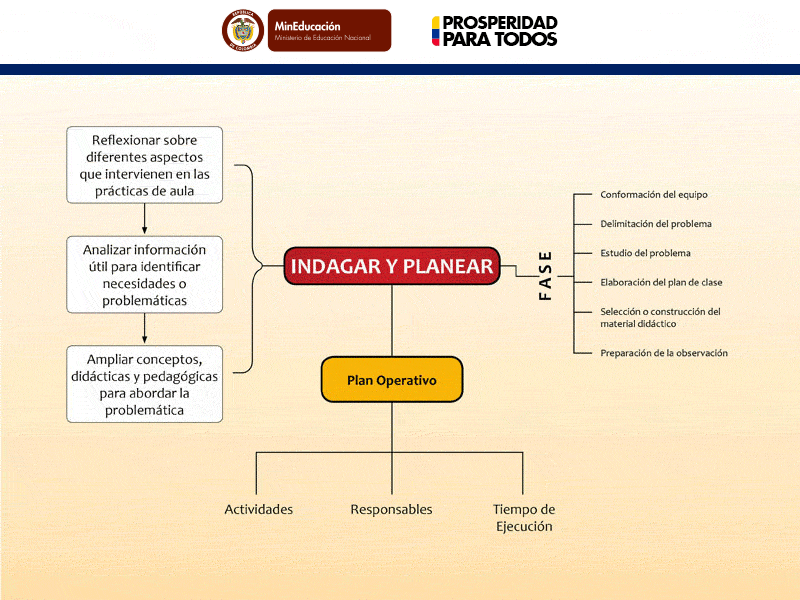 MinEducación
Ministerio de Educación Nacional
PROSPERIDAD
PARA TODOS
Reflexionar sobre
diferentes aspectos
que intervienen en las
prácticas de aula
Analizar información
útil para identificar
necesidades o
problemáticas
Ampliar conceptos,
didácticas y pedagógicas
para abordar la
problemática
INDAGAR Y PLANEAR
FASE
Conformación del equipo
Delimitación del problema
Estudio del problema
Elaboración del plan de clase
Selección o construcción del
material didáctico
Preparación de la observación
Plan Operativo
Actividades
Responsables
Tiempo de
Ejecución